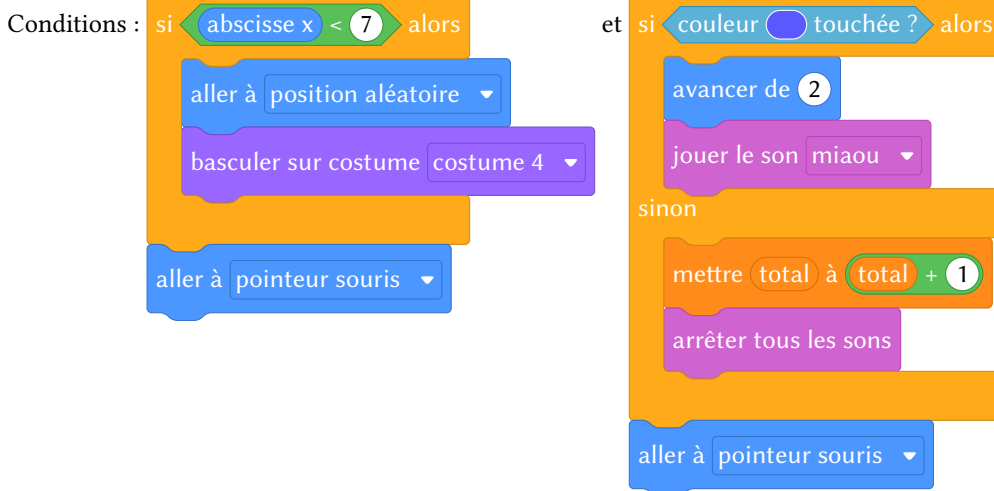 Conditions :
si abscisse x < 7 alors
aller à position aléatoire
basculer sur costume costume 4
aller à pointeur souris
et
si couleur touchée ? alors
avancer de 2
jouer le son miaou
sinon
mettre total à total + 1
arrêter tous les sons
aller à pointeur souris